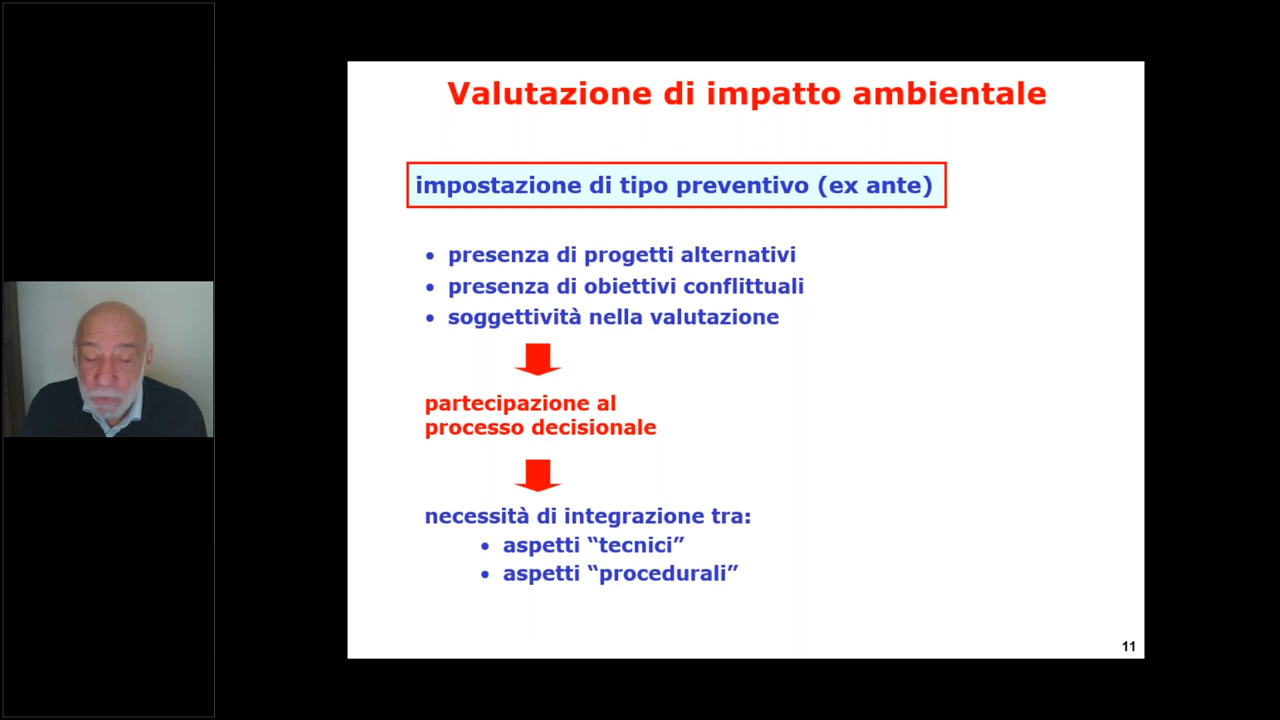 Valutazione di impatto ambientale
impostazione di tipo preventivo (ex ante)
• presenza di progetti alternativi
• presenza di obiettivi conflittuali
• soggettività nella valutazione
partecipazione al
processo decisionale
necessità di integrazione tra:
• aspetti “tecnici”
• aspetti “procedurali”
11